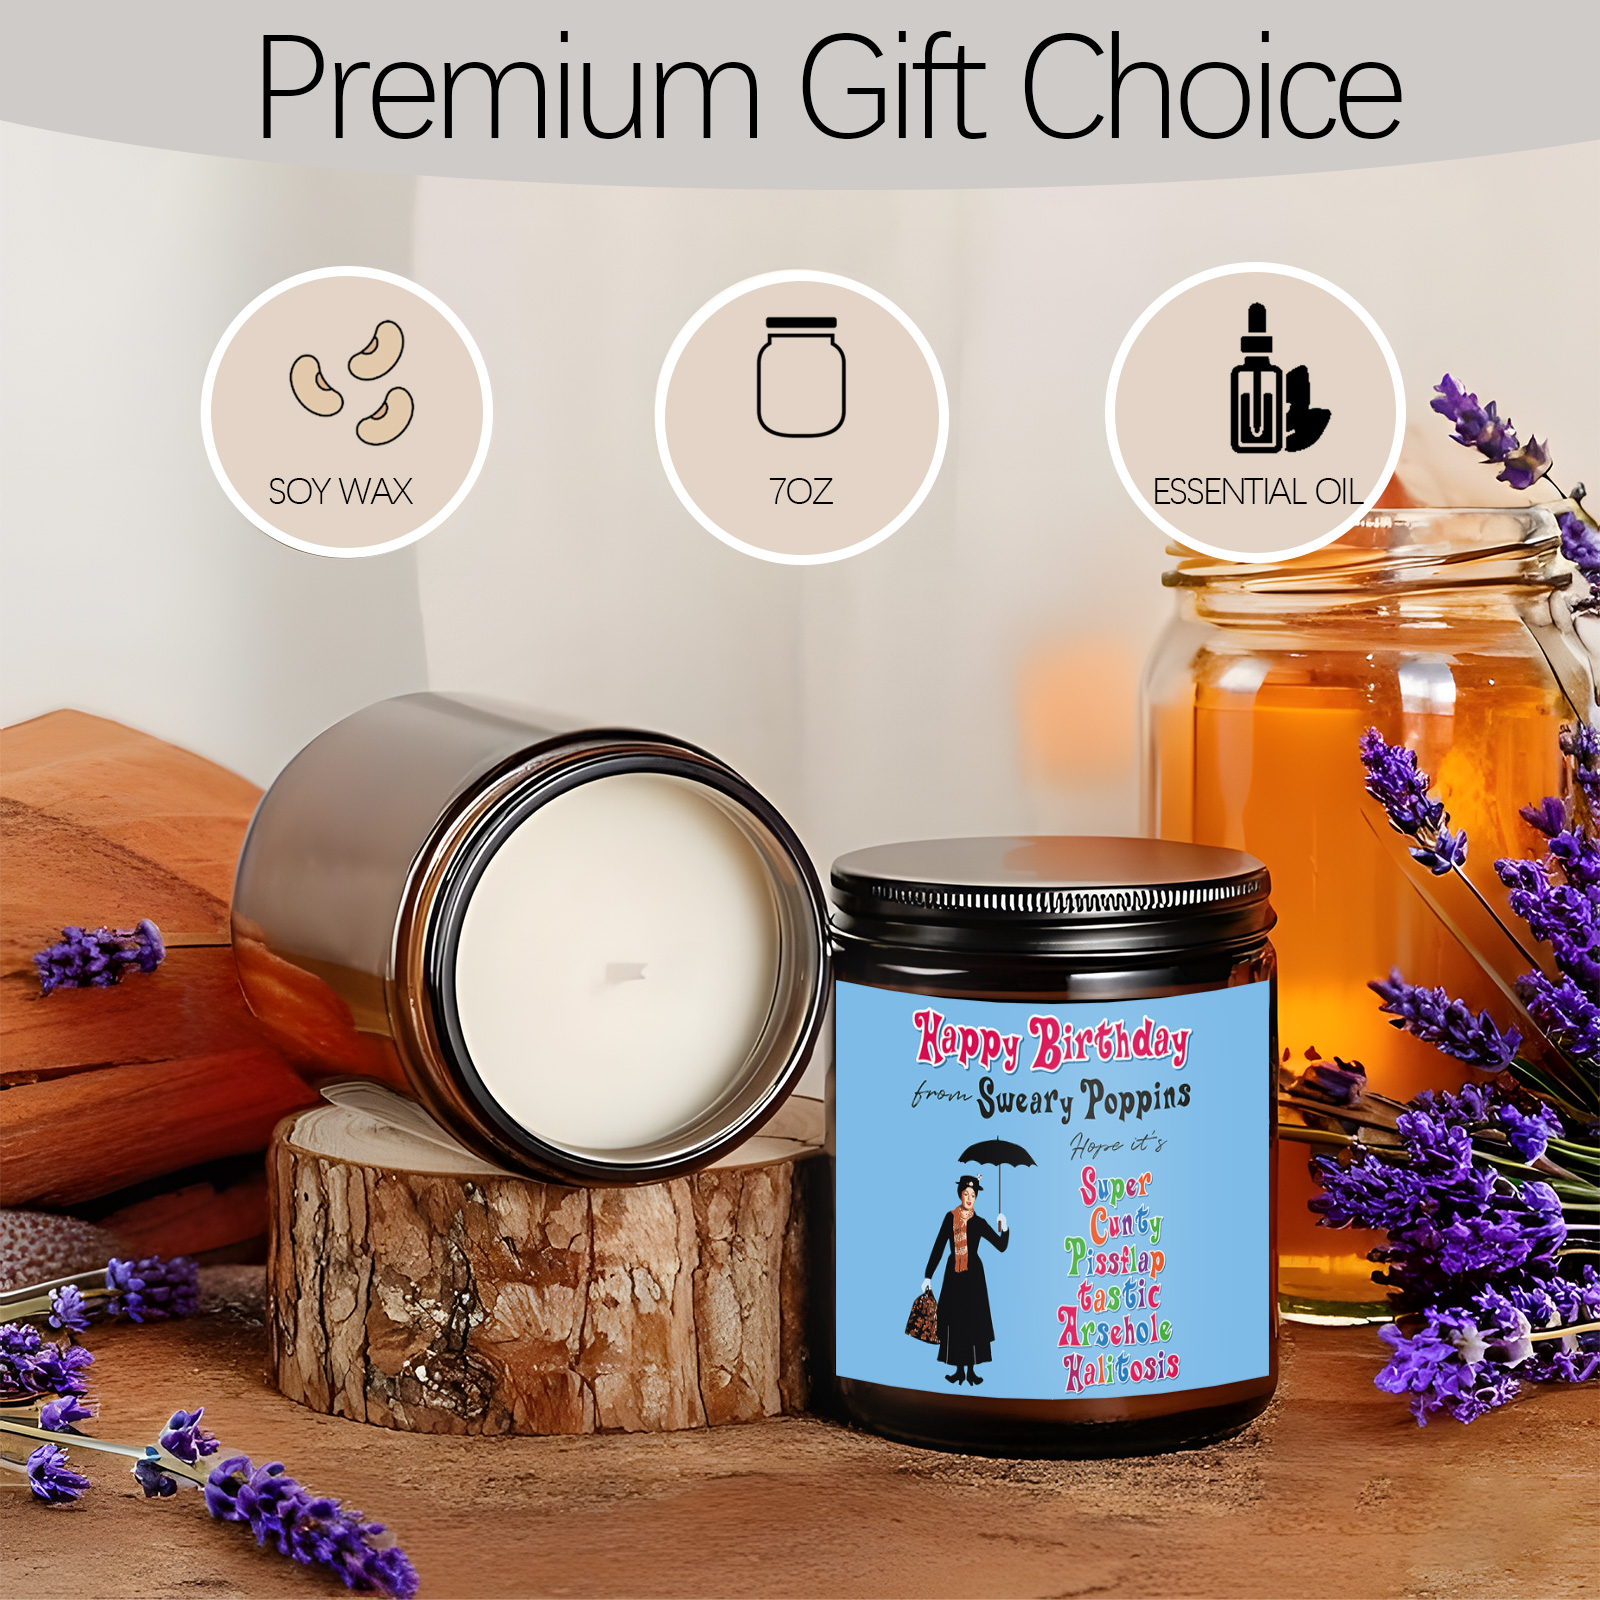 Premium Gift Choice
SOY WAX
7OZ
ESSENTIAL OIL
Happy Birthday
from Sweary Poppins
Hope it's
Super
Cunty
Pissflap
tastic
Arsehole
Halitosis